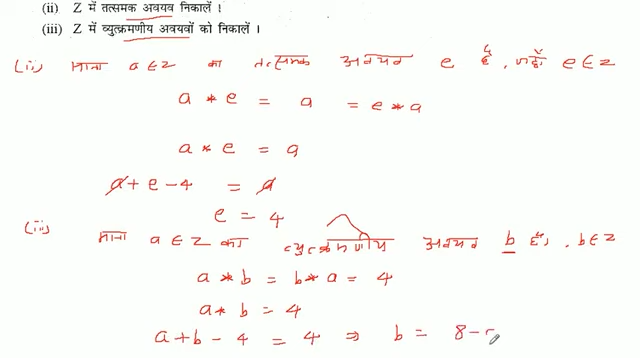 (ii) Z में तत्समक अवयव निकालें ।
(iii) Z में व्युत्क्रमणीय अवयवों को निकालें ।
(ii) माना a ∈ Z का तत्समक अवयव e है, जहाँ e ∈ Z
a * e = a = e * a
a * e = a
a + e - 4 = a
e = 4
(iii) माना a ∈ Z का व्युत्क्रमणीय अवयव b है, b ∈ Z
a * b = b * a = 4
a * b = 4
a + b - 4 = 4 ⇒ b = 8 -